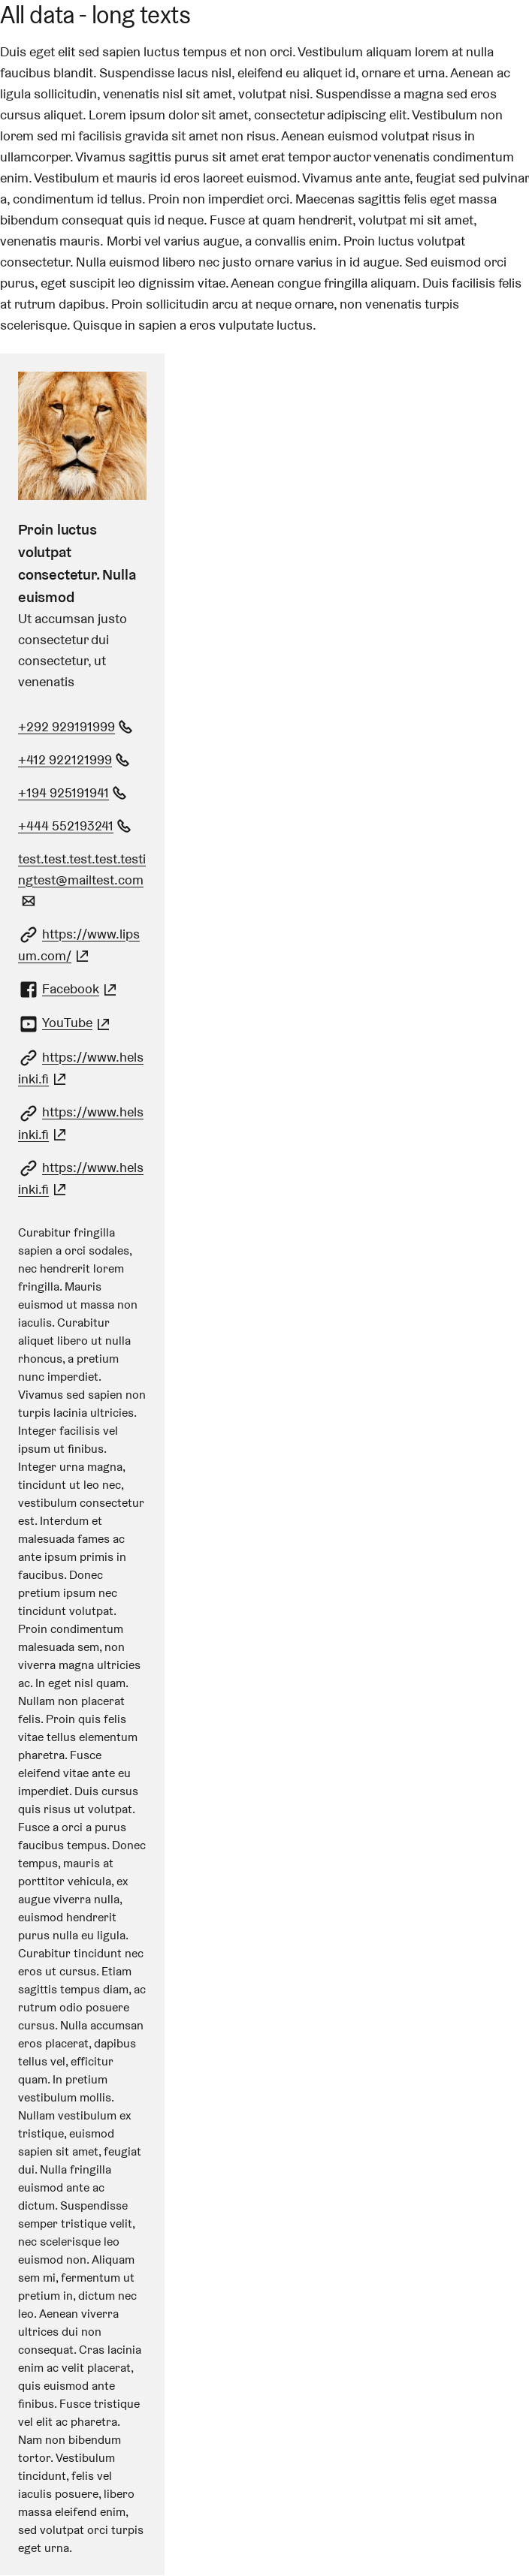 All data - long texts
Duis eget elit sed sapien luctus tempus et non orci. Vestibulum aliquam lorem at nulla
faucibus blandit. Suspendisse lacus nisl, eleifend eu aliquet id, ornare et urna. Aenean ac
ligula sollicitudin, venenatis nisl sit amet, volutpat nisi. Suspendisse a magna sed eros
cursus aliquet. Lorem ipsum dolor sit amet, consectetur adipiscing elit. Vestibulum non
lorem sed mi facilisis gravida sit amet non risus. Aenean euismod volutpat risus in
ullamcorper. Vivamus sagittis purus sit amet erat tempor auctor venenatis condimentum
enim. Vestibulum et mauris id eros laoreet euismod. Vivamus ante ante, feugiat sed pulvinar
a, condimentum id tellus. Proin non imperdiet orci. Maecenas sagittis felis eget massa
bibendum consequat quis id neque. Fusce at quam hendrerit, volutpat mi sit amet,
venenatis mauris. Morbi vel varius augue, a convallis enim. Proin luctus volutpat
consectetur. Nulla euismod libero nec justo ornare varius in id augue. Sed euismod orci
purus, eget suscipit leo dignissim vitae. Aenean congue fringilla aliquam. Duis facilisis felis
at rutrum dapibus. Proin sollicitudin arcu at neque ornare, non venenatis turpis
scelerisque. Quisque in sapien a eros vulputate luctus.
Proin luctus
volutpat
consectetur. Nulla
euismod
Ut accumsan justo
consectetur dui
consectetur, ut
venenatis
+292 929191999
+412 922121999
+194 925191941
+444 552193241
test.test.test.test.testi
ngtest@mailtest.com
https://www.lips
um.com/
Facebook
YouTube
https://www.hels
inki.fi
https://www.hels
inki.fi
https://www.hels
inki.fi
Curabitur fringilla
sapien a orci sodales,
nec hendrerit lorem
fringilla. Mauris
euismod ut massa non
iaculis. Curabitur
aliquet libero ut nulla
rhoncus, a pretium
nunc imperdiet.
Vivamus sed sapien non
turpis lacinia ultricies.
Integer facilisis vel
ipsum ut finibus.
Integer urna magna,
tincidunt ut leo nec,
vestibulum consectetur
est. Interdum et
malesuada fames ac
ante ipsum primis in
faucibus. Donec
pretium ipsum nec
tincidunt volutpat.
Proin condimentum
malesuada sem, non
viverra magna ultricies
ac. In eget nisl quam.
Nullam non placerat
felis. Proin quis felis
vitae tellus elementum
pharetra. Fusce
eleifend vitae ante eu
imperdiet. Duis cursus
quis risus ut volutpat.
Fusce a orci a purus
faucibus tempus. Donec
tempus, mauris at
porttitor vehicula, ex
augue viverra nulla,
euismod hendrerit
purus nulla eu ligula.
Curabitur tincidunt nec
eros ut cursus. Etiam
sagittis tempus diam, ac
rutrum odio posuere
cursus. Nulla accumsan
eros placerat, dapibus
tellus vel, efficitur
quam. In pretium
vestibulum mollis.
Nullam vestibulum ex
tristique, euismod
sapien sit amet, feugiat
dui. Nulla fringilla
euismod ante ac
dictum. Suspendisse
semper tristique velit,
nec scelerisque leo
euismod non. Aliquam
sem mi, fermentum ut
pretium in, dictum nec
leo. Aenean viverra
ultrices dui non
consequat. Cras lacinia
enim ac velit placerat,
quis euismod ante
finibus. Fusce tristique
vel elit ac pharetra.
Nam non bibendum
tortor. Vestibulum
tincidunt, felis vel
iaculis posuere, libero
massa eleifend enim,
sed volutpat orci turpis
eget urna.